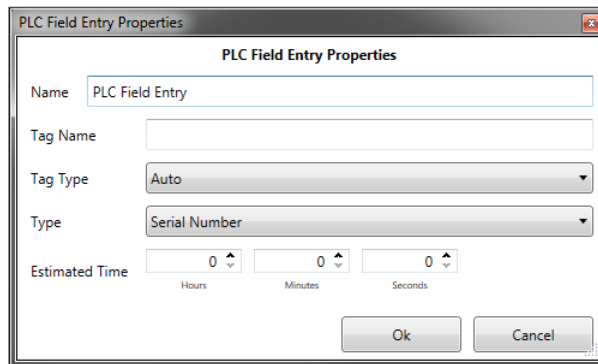 PLC Field Entry Properties
PLC Field Entry Properties
Name PLC Field Entry
Tag Name
Tag Type Auto
Type Serial Number
Estimated Time 0 0 0
Hours Minutes Seconds
Ok Cancel